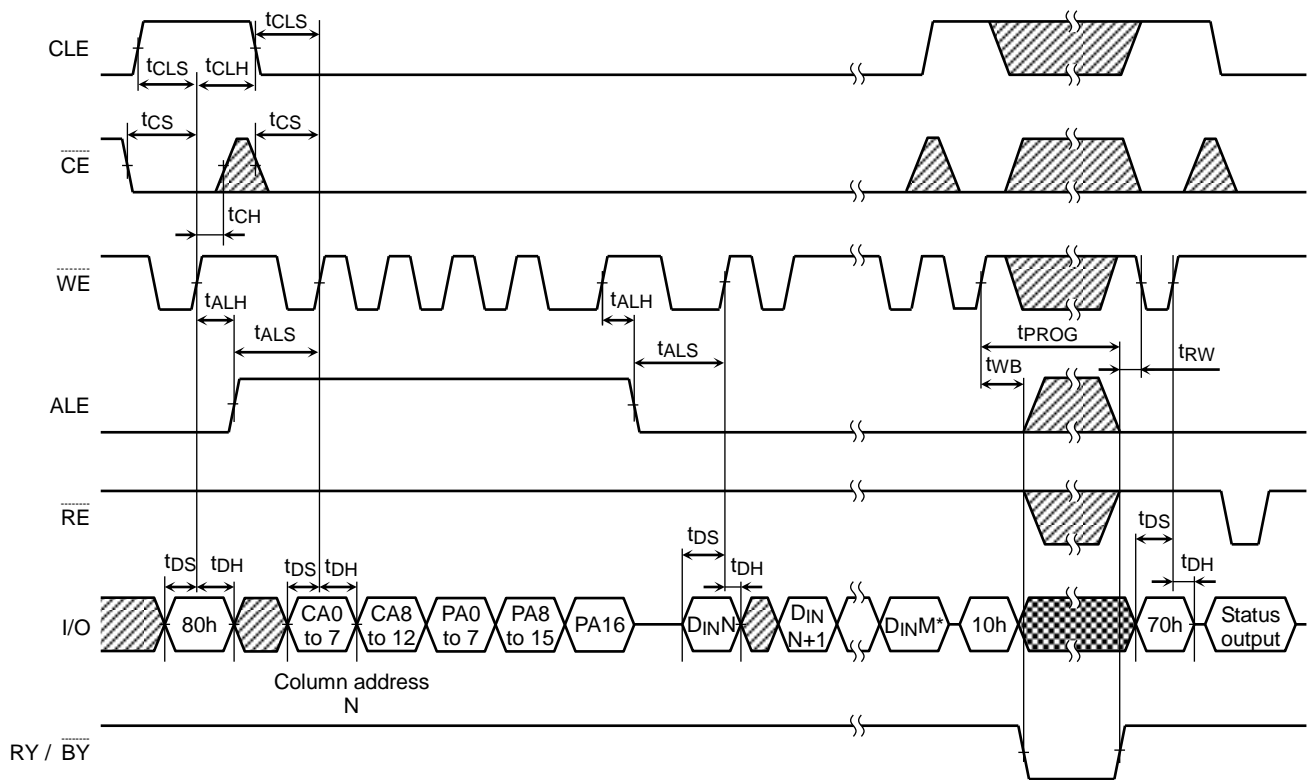 tCLS
CLE
tCLS tCLH
tCS tCS
CE
tCH
WE
tALH tALH
tALS tALS
tPROG
tWB tRW
ALE
RE
tDS tDH tDS tDH tDS tDH tDS tDH
I/O
80h
CA0
to 7
CA8
to 12
PA0
to 7
PA8
to 15
PA16
DINN
DIN
N+1
DINM*
10h
70h
Status
output
Column address
N
RY / BY